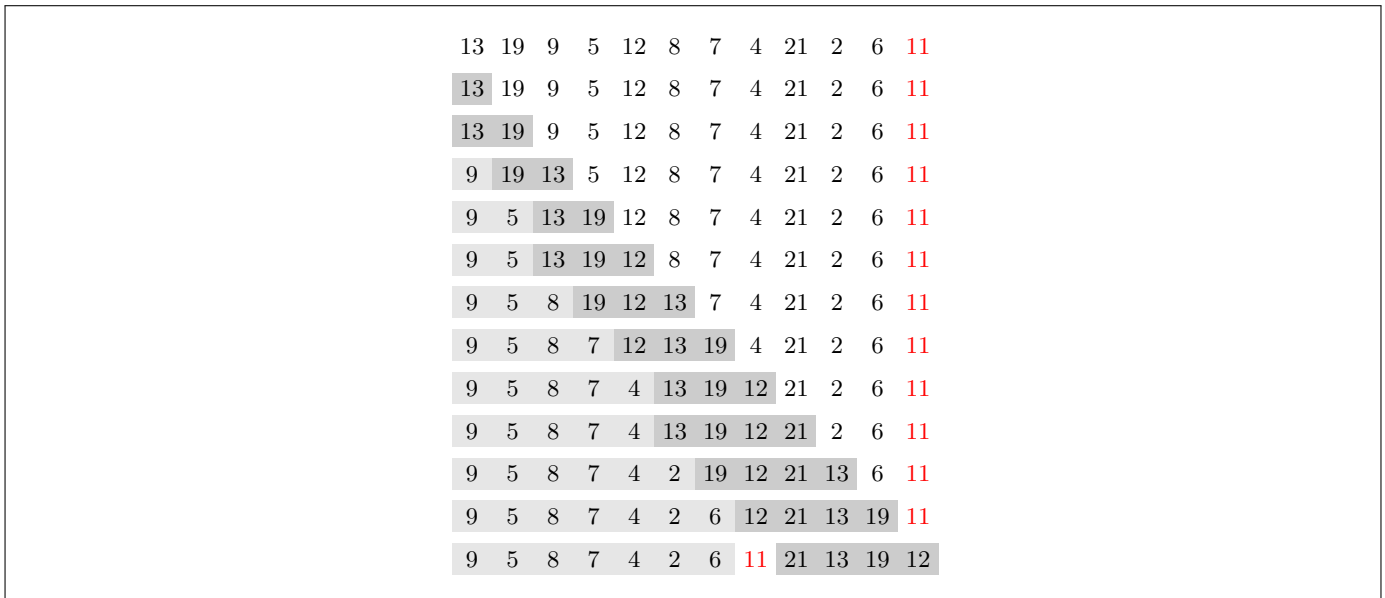 13 19 9 5 12 8 7 4 21 2 6 11
13 19 9 5 12 8 7 4 21 2 6 11
13 19 9 5 12 8 7 4 21 2 6 11
9 19 13 5 12 8 7 4 21 2 6 11
9 5 13 19 12 8 7 4 21 2 6 11
9 5 13 19 12 8 7 4 21 2 6 11
9 5 8 19 12 13 7 4 21 2 6 11
9 5 8 7 12 13 19 4 21 2 6 11
9 5 8 7 4 13 19 12 21 2 6 11
9 5 8 7 4 13 19 12 21 2 6 11
9 5 8 7 4 2 19 12 21 13 6 11
9 5 8 7 4 2 6 12 21 13 19 11
9 5 8 7 4 2 6 11 21 13 19 12